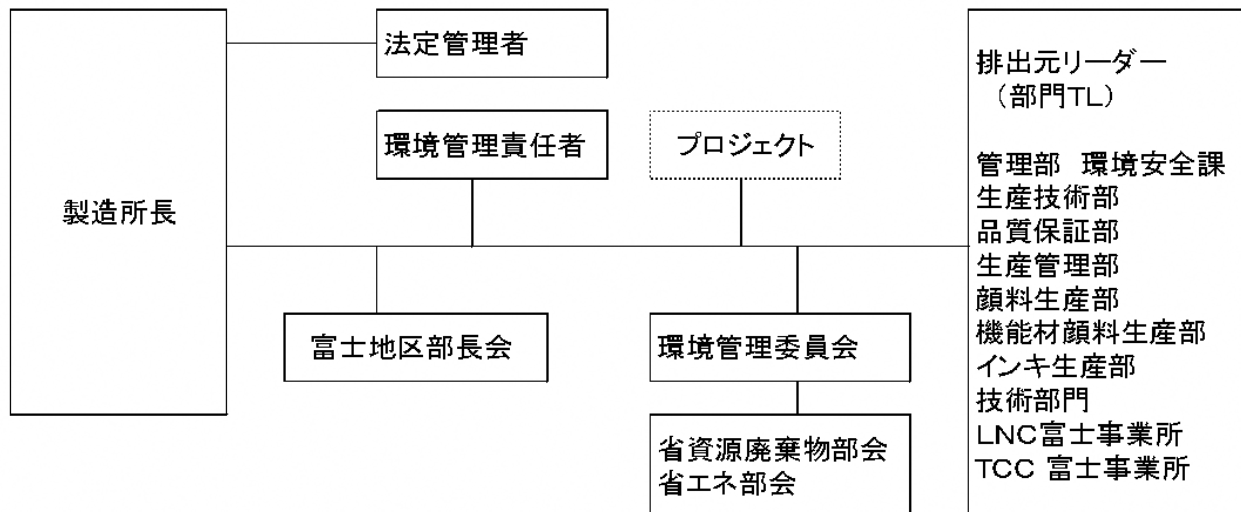 製造所長
法定管理者
環境管理責任者
プロジェクト
富士地区部長会
環境管理委員会
省資源廃棄物部会
省エネ部会
排出元リーダー
（部門TL）
管理部 環境安全課
生産技術部
品質保証部
生産管理部
顔料生産部
機能材顔料生産部
インキ生産部
技術部門
LNC富士事業所
TCC 富士事業所